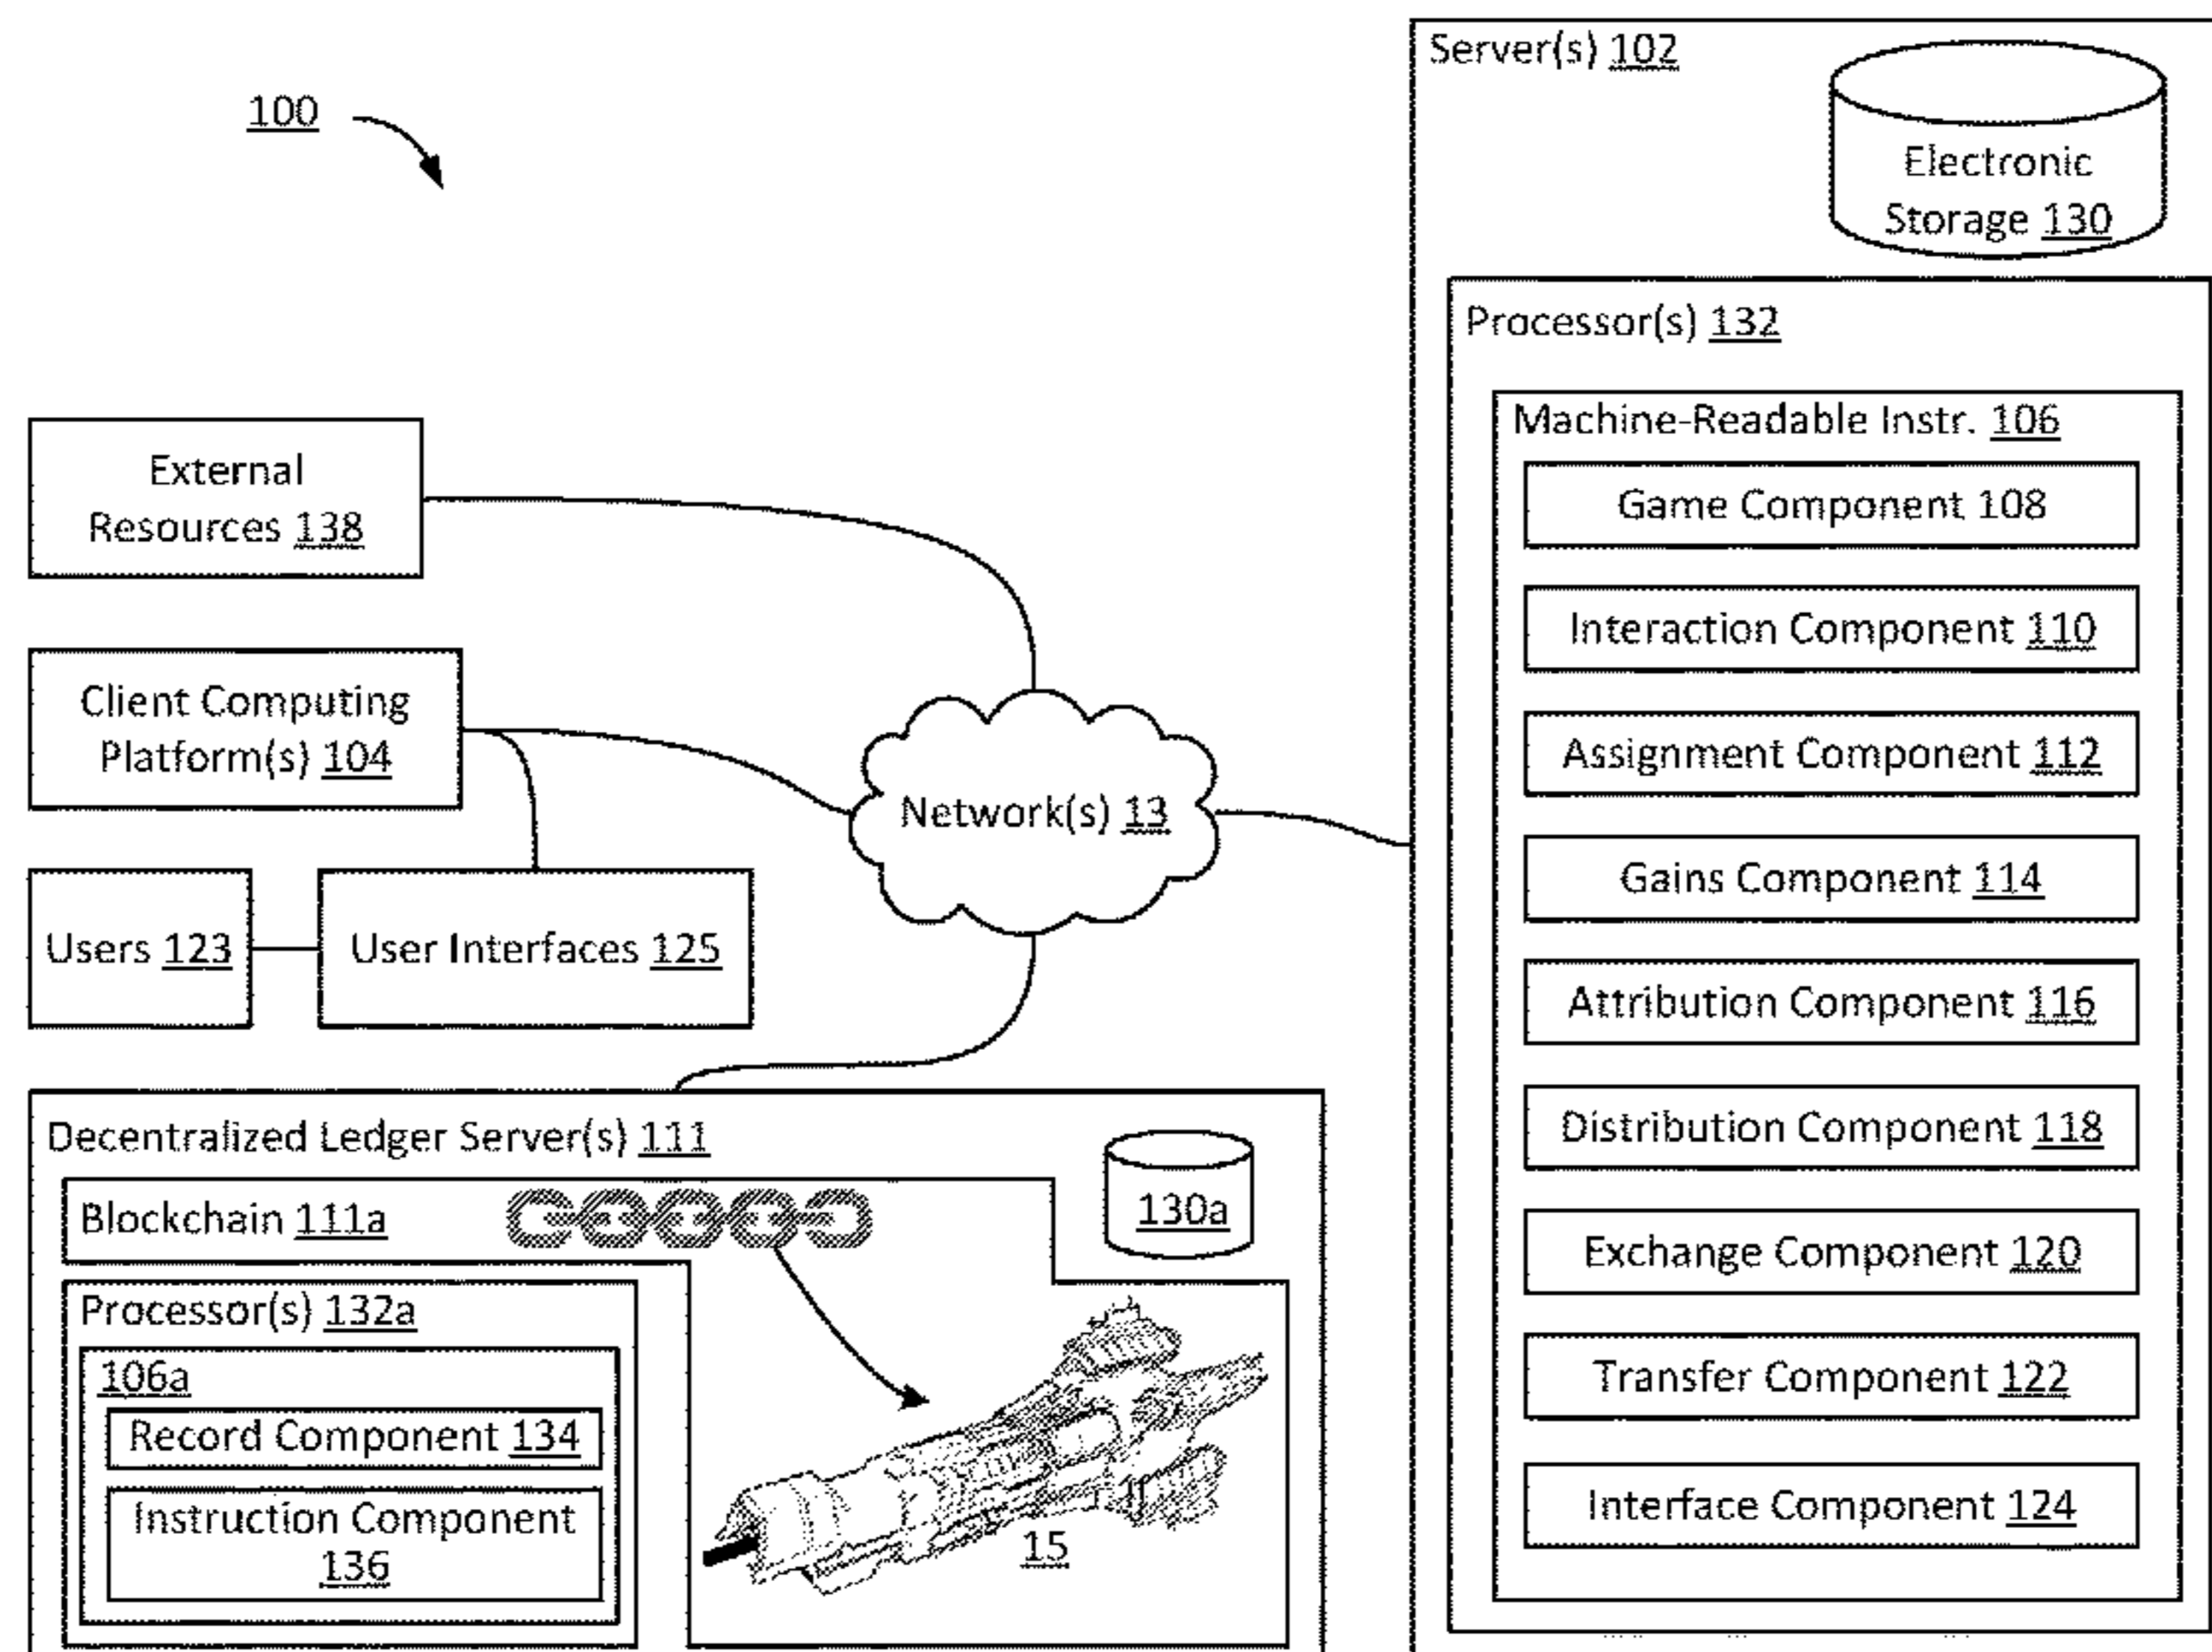 100
Server(s) 102
Electronic
Storage 130
Processor(s) 132
Machine-Readable Instr. 106
Game Component 108
Interaction Component 110
Assignment Component 112
Gains Component 114
Attribution Component 116
Distribution Component 118
Exchange Component 120
Transfer Component 122
Interface Component 124
External
Resources 138
Client Computing
Platform(s) 104
Network(s) 13
Users 123
User Interfaces 125
Decentralized Ledger Server(s) 111
Blockchain 111a
130a
Processor(s) 132a
106a
Record Component 134
Instruction Component
136
15